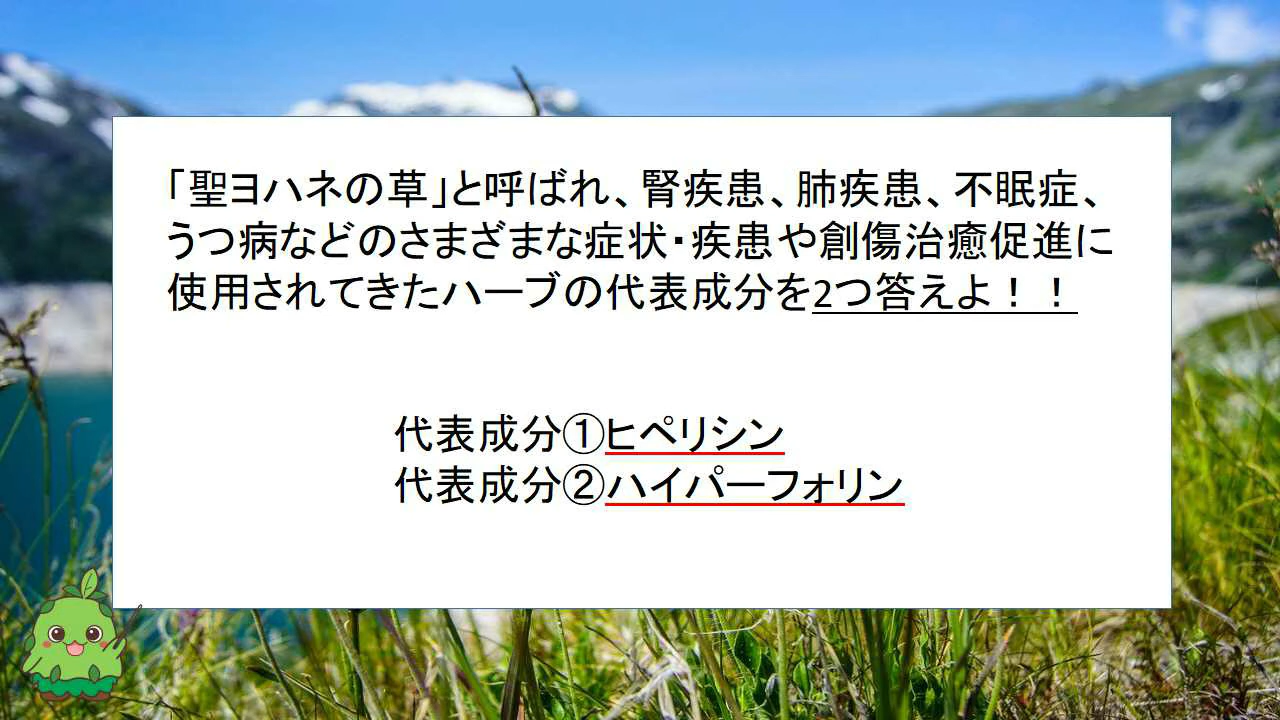 「聖ヨハネの草」と呼ばれ、腎疾患、肺疾患、不眠症、
うつ病などのさまざまな症状・疾患や創傷治癒促進に
使用されてきたハーブの代表成分を2つ答えよ！！
代表成分①ヒペリシン
代表成分②ハイパーフォリン